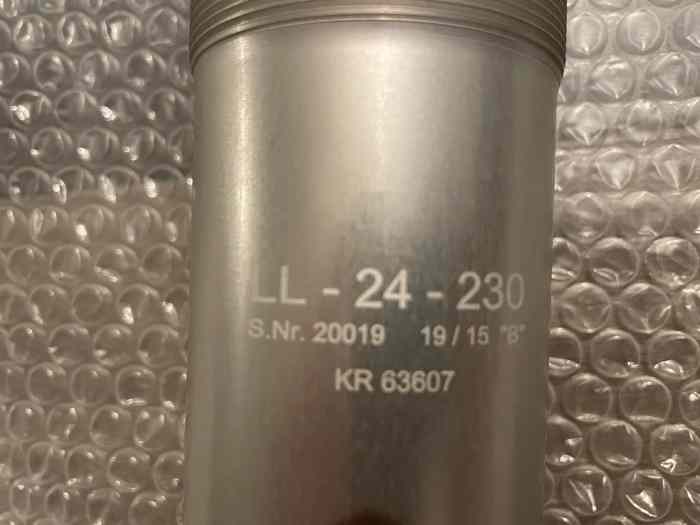 LL - 24 - 230
S.Nr. 20019 19 / 15 "B"
KR 63607